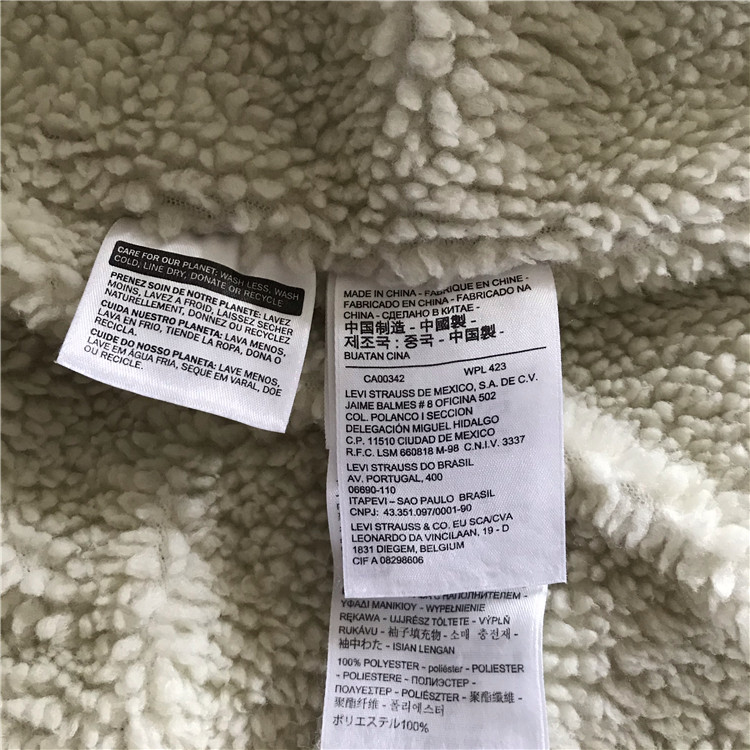 CARE FOR OUR PLANET: WASH LESS, WASH
COLD, LINE DRY, DONATE OR RECYCLE
PRENEZ SOIN DE NOTRE PLANETE: LAVEZ
MOINS, LAVEZ A FROID, LAISSEZ SECHER
NATURELLEMENT, DONNEZ OU RECYCLEZ
CUIDA NUESTRO PLANETA: LAVA MENOS,
LAVA EN FRIO, TIENDE LA ROPA, DONA O
RECICLA.
CUIDE DO NOSSO PLANETA: LAVE MENOS,
LAVE EM ÁGUA FRIA, SEQUE EM VARAL, DOE
OU RECICLE.
MADE IN CHINA - FABRIQUE EN CHINE -
FABRICADO EN CHINA - FABRICADO NA
CHINA - СДЕЛАНО В КИТАЕ -
中国制造 - 中國製 -
제조국 : 중국 - 中国製 -
BUATAN CINA
CA00342 WPL 423
LEVI STRAUSS DE MEXICO, S.A. DE C.V.
JAIME BALMES # 8 OFICINA 502
COL. POLANCO I SECCION
DELEGACIÓN MIGUEL HIDALGO
C.P. 11510 CIUDAD DE MEXICO
R.F.C. LSM 660818 M-98 C.N.I.V. 3337
LEVI STRAUSS DO BRASIL
AV. PORTUGAL, 400
06690-110
ITAPEVI – SAO PAULO BRASIL
CNPJ: 43.351.097/0001-90
LEVI STRAUSS & CO. EU SCA/CVA
LEONARDO DA VINCILAAN, 19 - D
1831 DIEGEM, BELGIUM
CIF A 08298606
С НАПОЛНИТЕЛЕМ -
ΥΦΑΔΙ ΜΑΝΙΚΙΟΥ - WYPEŁNIENIE
RĘKAWA - UJJRÉSZ TÖLTETE - VÝPLŇ
RUKÁVU - 袖子填充物 - 소매 충전재 -
袖中わた - ISIAN LENGAN
100% POLYESTER - poliéster - POLIESTER
- POLIESTERE - ПОЛИЭСТЕР -
ΠΟΛΥΕΣΤΕΡ - POLIÉSZTER - 聚酯纖維 -
聚酯纤维 - 폴리에스터 -
ポリエステル100%